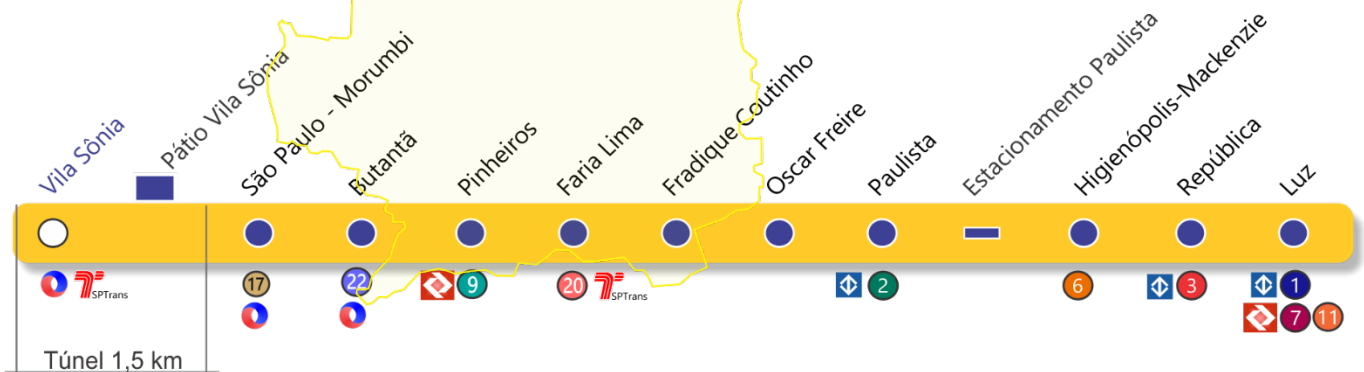 Vila Sônia
Pátio Vila Sônia
São Paulo - Morumbi
Butantã
Pinheiros
Faria Lima
Fradique Coutinho
Oscar Freire
Paulista
Estacionamento Paulista
Higienópolis-Mackenzie
República
Luz
SPTrans
17
22
9
20
SPTrans
2
6
3
1
7
11
Túnel 1,5 km